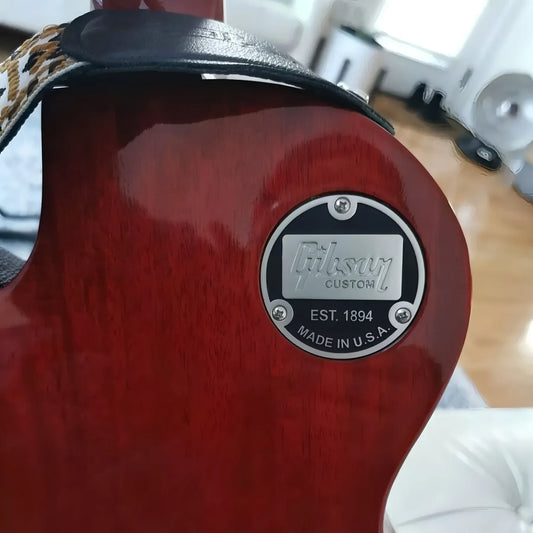 Gibson
CUSTOM
EST. 1894
MADE IN U.S.A.